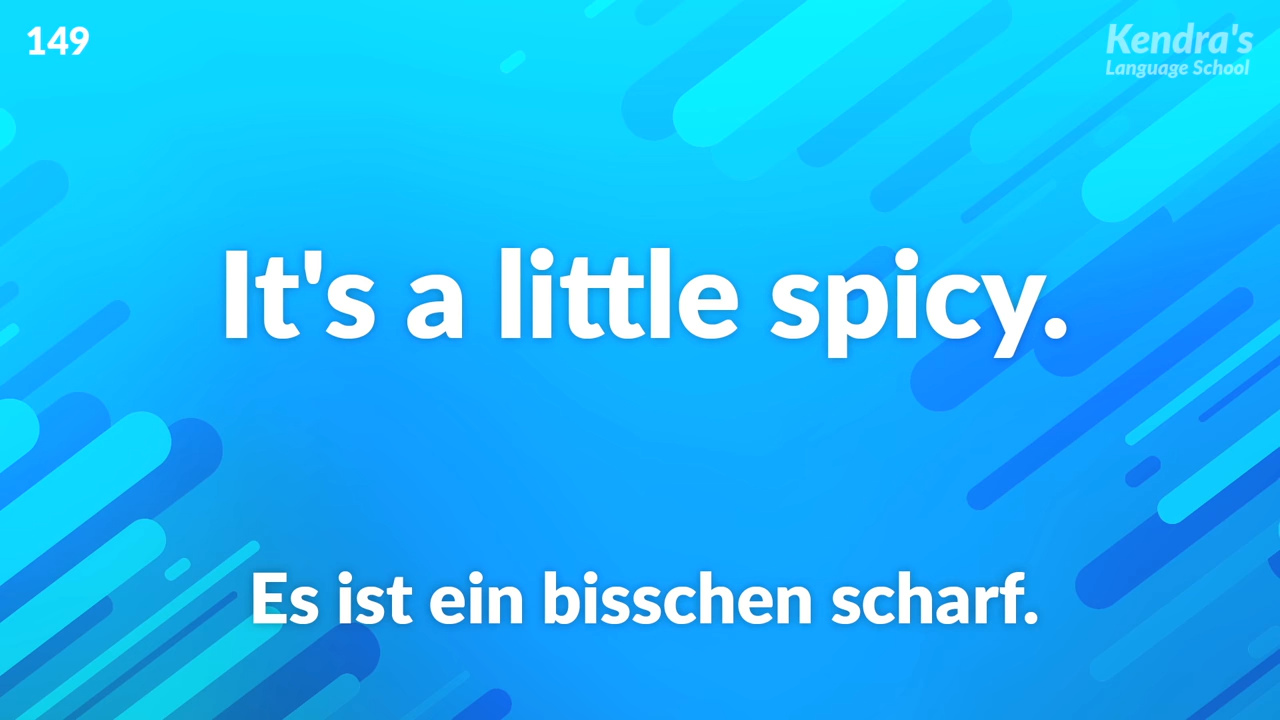 149
Kendra's
Language School
It's a little spicy.
Es ist ein bisschen scharf.